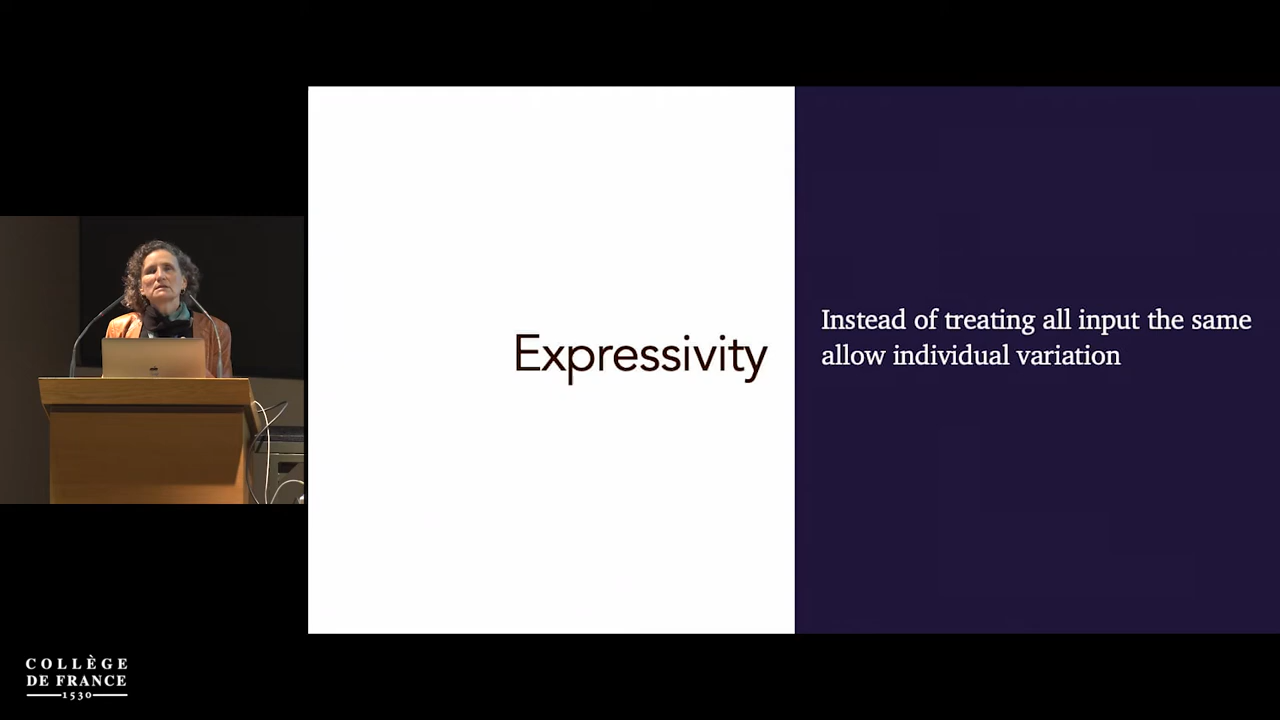 Expressivity
Instead of treating all input the same
allow individual variation
COLLÈGE
DE FRANCE
1530